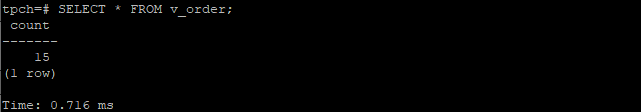 tpch=# SELECT * FROM v_order;
count
-------
15
(1 row)
Time: 0.716 ms